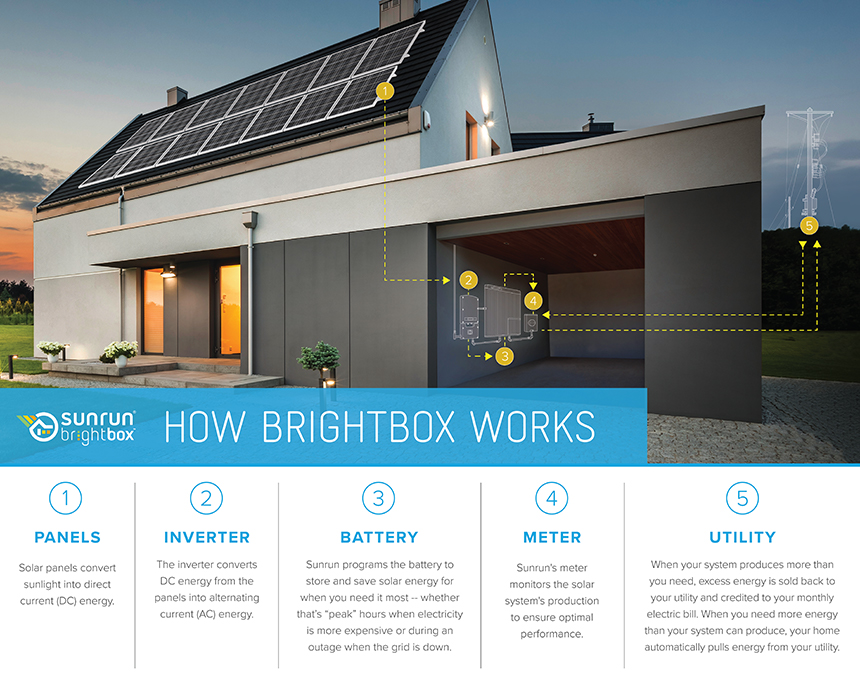 1
2
4
3
5
sunrun®
brightbox™
HOW BRIGHTBOX WORKS
1
PANELS
Solar panels convert
sunlight into direct
current (DC) energy.
2
INVERTER
The inverter converts
DC energy from the
panels into alternating
current (AC) energy.
3
BATTERY
Sunrun programs the battery to
store and save solar energy for
when you need it most -- whether
that's “peak” hours when electricity
is more expensive or during an
outage when the grid is down.
4
METER
Sunrun's meter
monitors the solar
system's production
to ensure optimal
performance.
5
UTILITY
When your system produces more than
you need, excess energy is sold back to
your utility and credited to your monthly
electric bill. When you need more energy
than your system can produce, your home
automatically pulls energy from your utility.